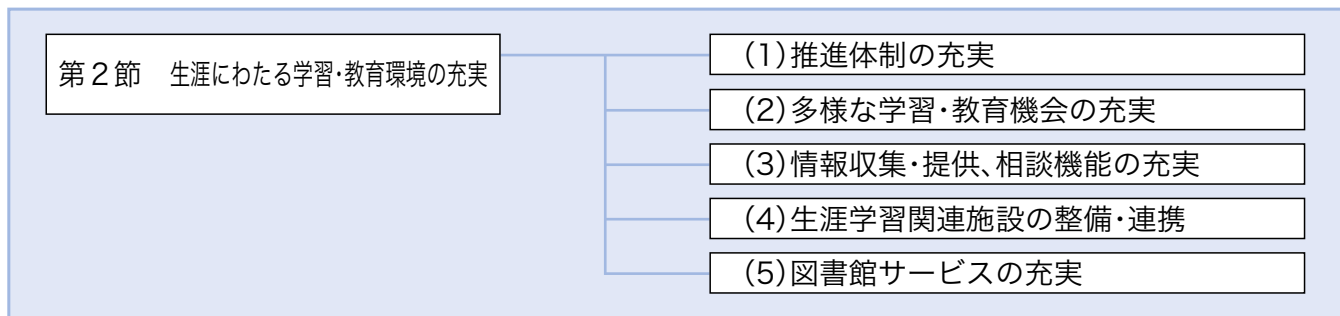 第2節　生涯にわたる学習・教育環境の充実
(1)推進体制の充実
(2)多様な学習・教育機会の充実
(3)情報収集・提供、相談機能の充実
(4)生涯学習関連施設の整備・連携
(5)図書館サービスの充実